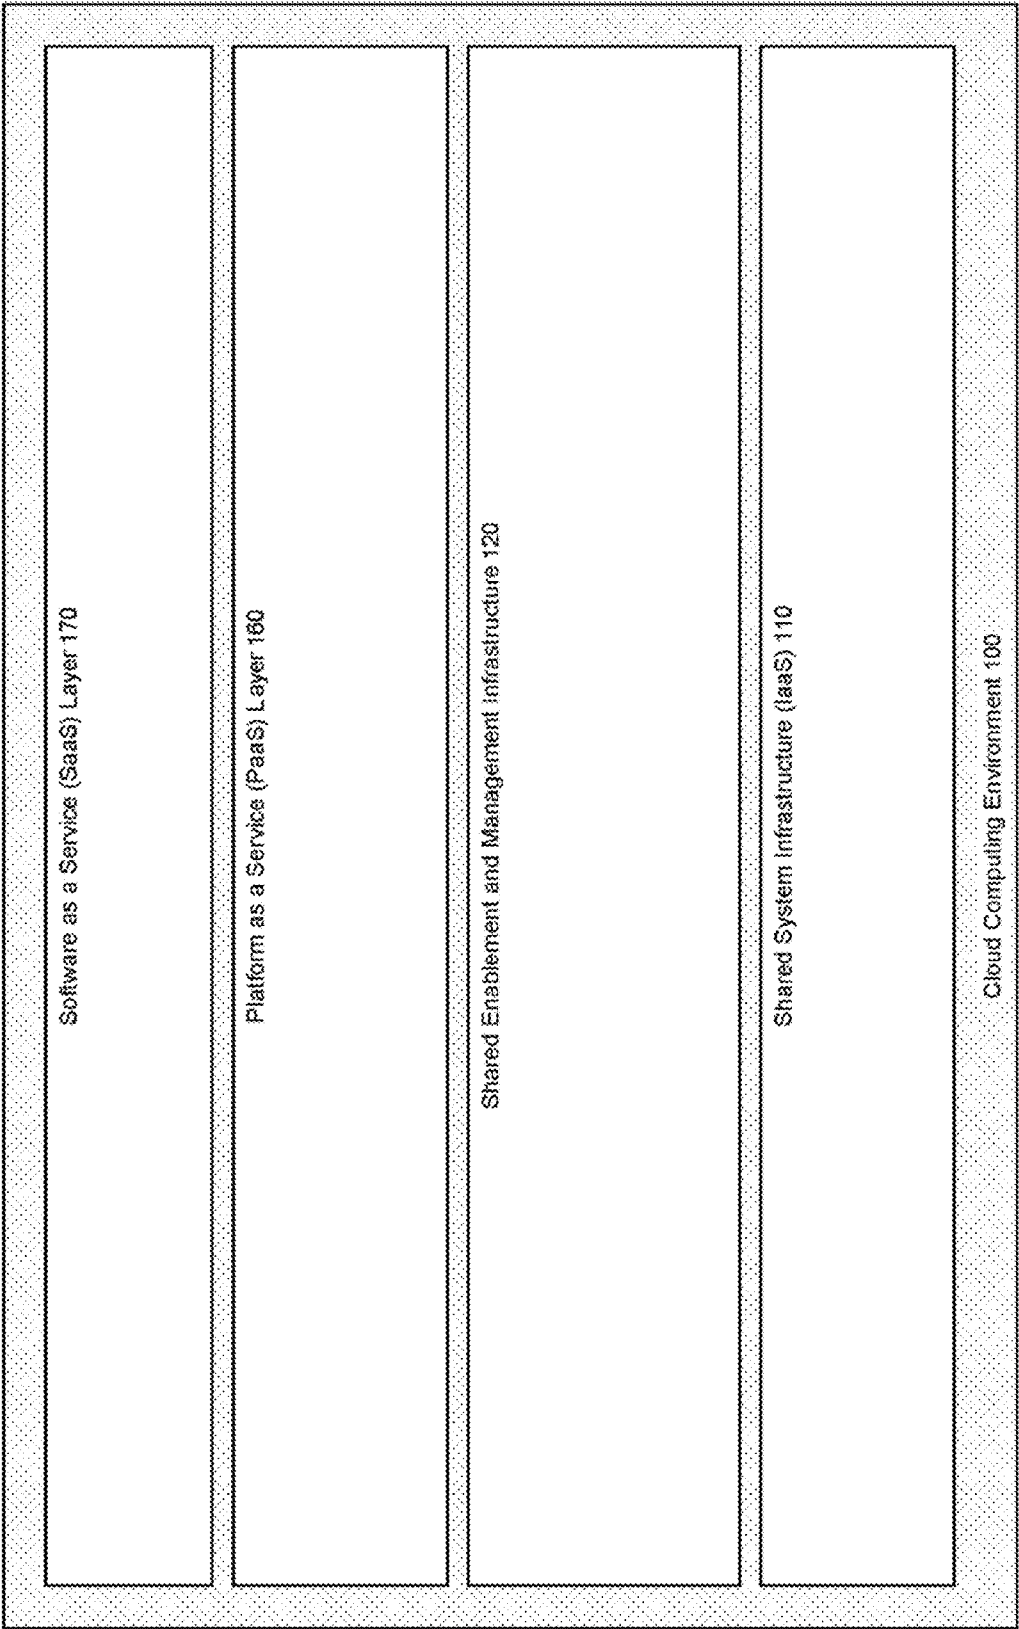 Software as a Service (SaaS) Layer 170
Platform as a Service (PaaS) Layer 160
Shared Enablement and Management Infrastructure 120
Shared System Infrastructure (IaaS) 110
Cloud Computing Environment 100